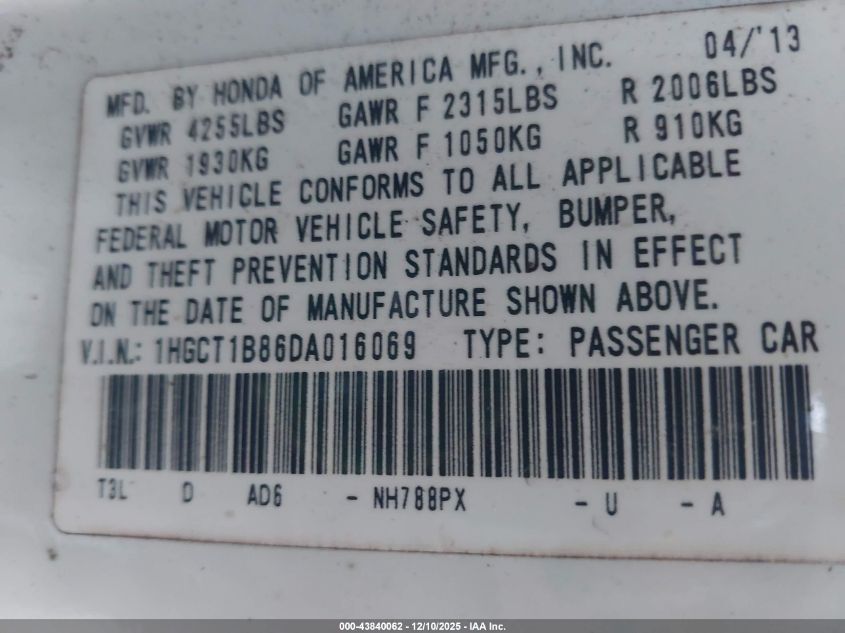 04/'13
MFD. BY HONDA OF AMERICA MFG., INC.
GVWR 4255LBS GAWR F 2315LBS R 2006LBS
GVWR 1930KG GAWR F 1050KG R 910KG
THIS VEHICLE CONFORMS TO ALL APPLICABLE
FEDERAL MOTOR VEHICLE SAFETY, BUMPER,
AND THEFT PREVENTION STANDARDS IN EFFECT
ON THE DATE OF MANUFACTURE SHOWN ABOVE.
V.I.N.: 1HGCT1B86DA016069 TYPE: PASSENGER CAR
T3L D AD6 - NH788PX - U - A
000-43840062 - 12/10/2025 - IAA Inc.